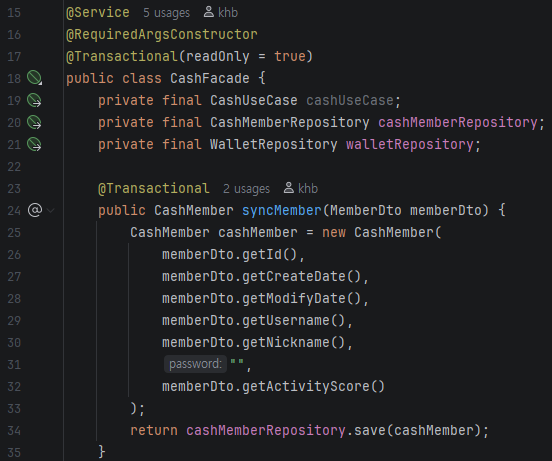 15 @Service 5 usages khb
16 @RequiredArgsConstructor
17 @Transactional(readOnly = true)
18 public class CashFacade {
19 private final CashUseCase cashUseCase;
20 private final CashMemberRepository cashMemberRepository;
21 private final WalletRepository walletRepository;
22
23 @Transactional 2 usages khb
24 public CashMember syncMember(MemberDto memberDto) {
25 CashMember cashMember = new CashMember(
26 memberDto.getId(),
27 memberDto.getCreateDate(),
28 memberDto.getModifyDate(),
29 memberDto.getUsername(),
30 memberDto.getNickname(),
31 password: "",
32 memberDto.getActivityScore()
33 );
34 return cashMemberRepository.save(cashMember);
35 }